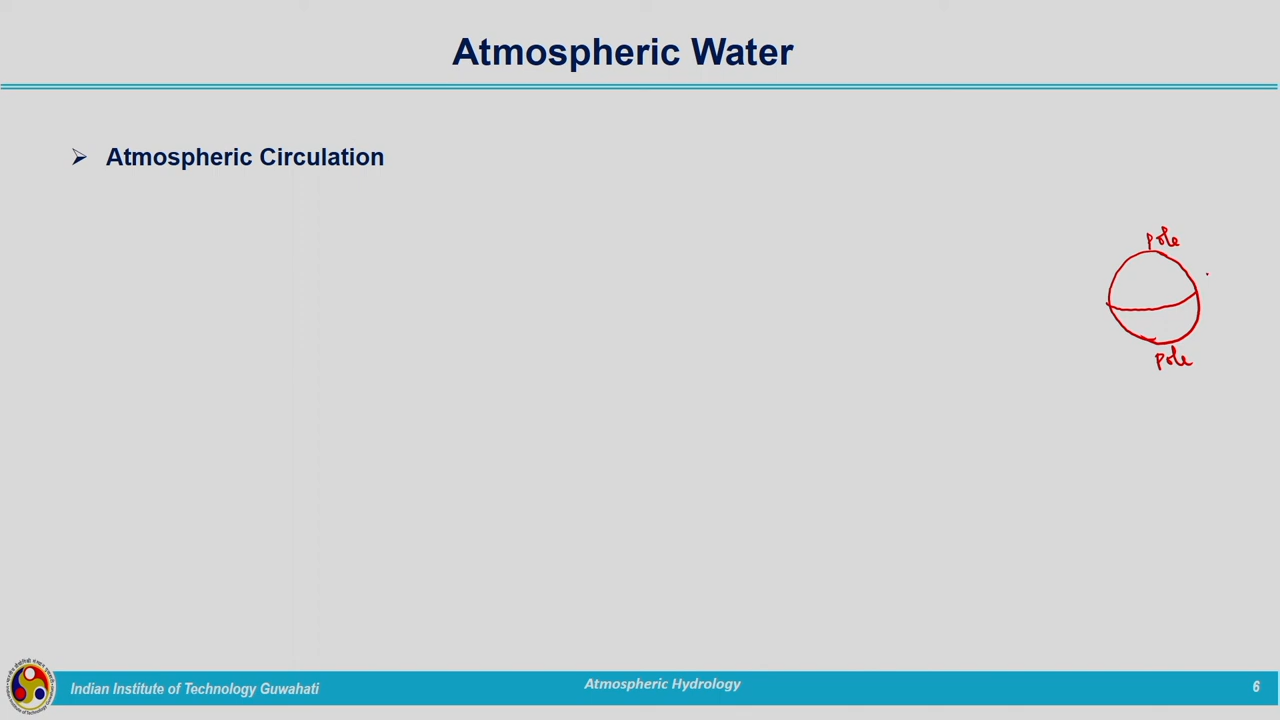 Atmospheric Water
Atmospheric Circulation
pole
pole
Indian Institute of Technology Guwahati
Atmospheric Hydrology
6